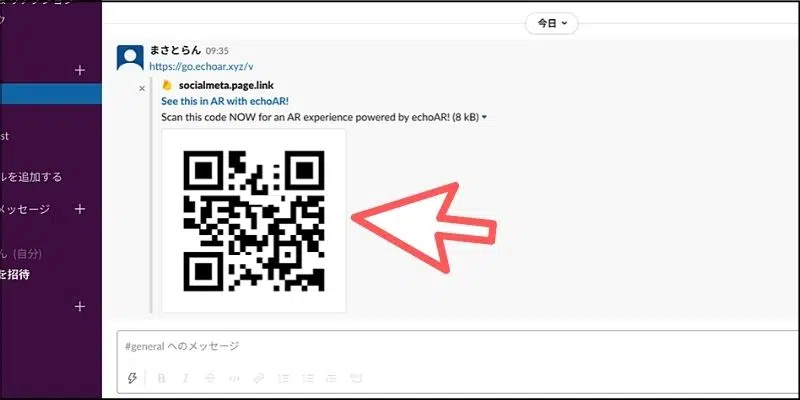 今日
まさとらん 09:35
https://go.echoar.xyz/v
socialmeta.page.link
See this in AR with echoAR!
Scan this code NOW for an AR experience powered by echoAR! (8 kB)
st
ルを追加する
メッセージ
ん (自分)
を招待
#general へのメッセージ